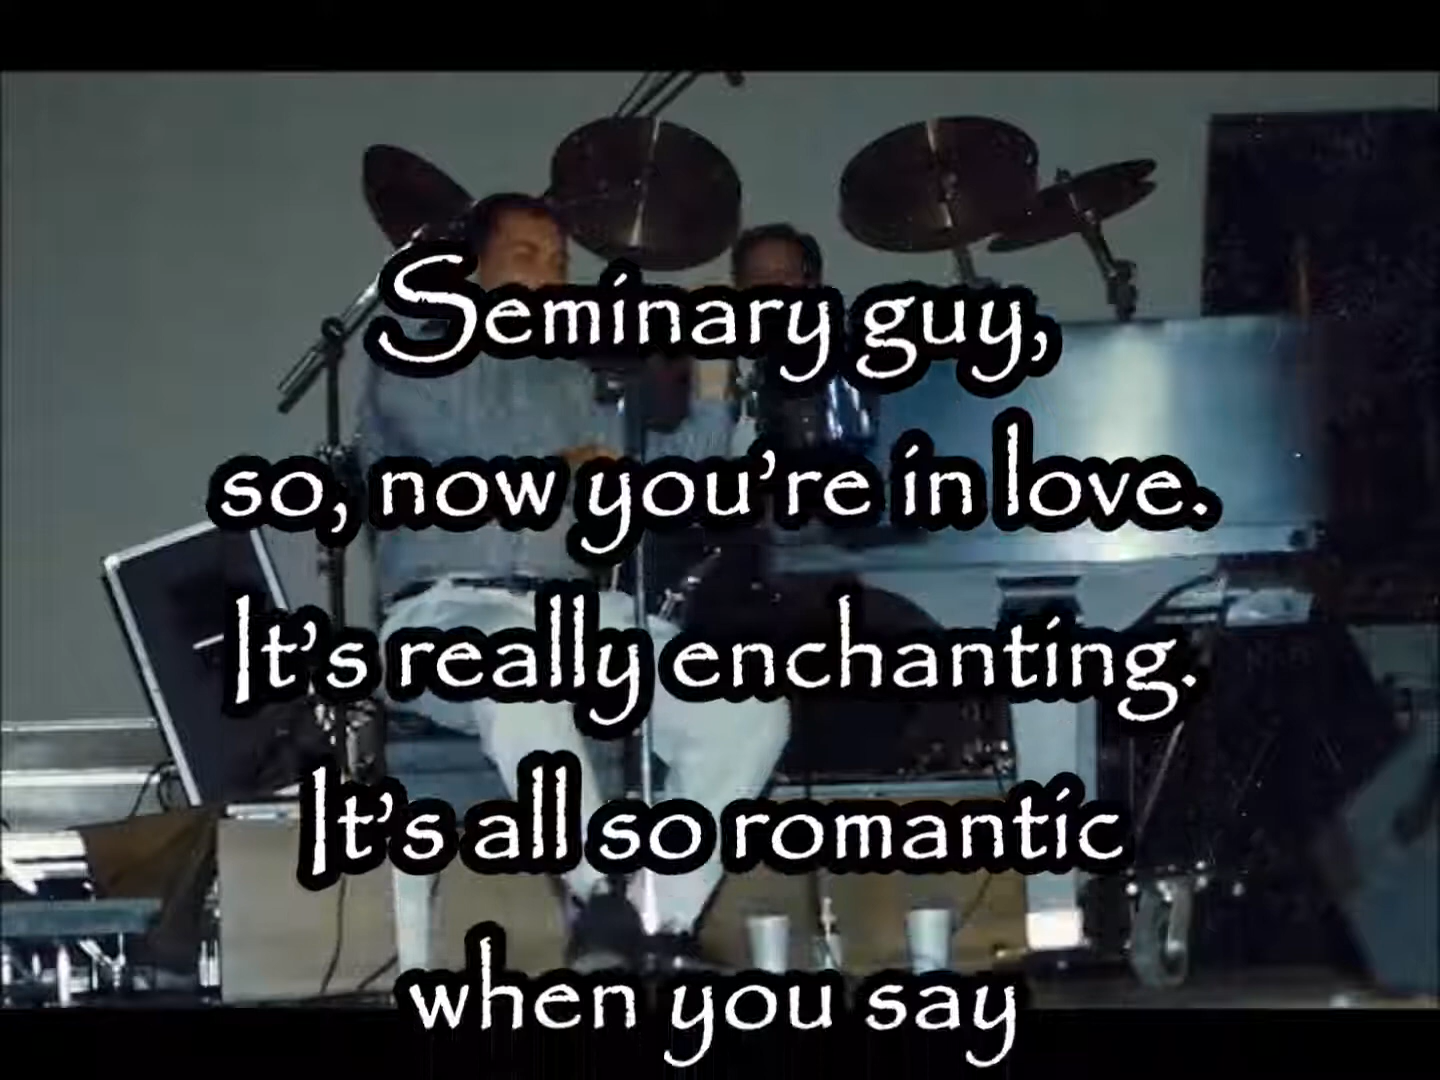 Seminary guy,
so, now you're in love.
It's really enchanting.
It's all so romantic
when you say